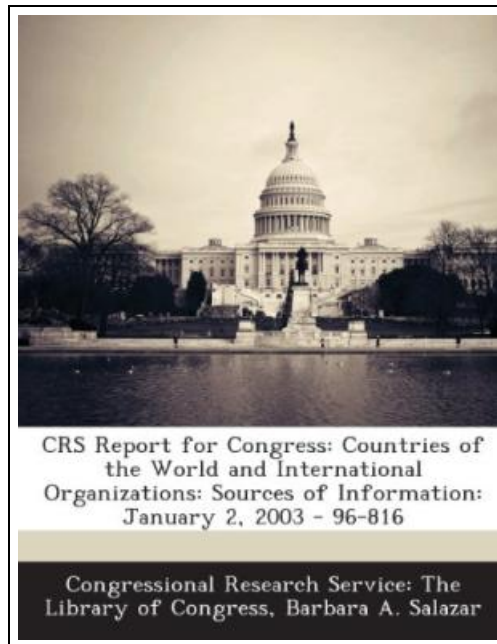 CRS Report for Congress: Countries of
the World and International
Organizations: Sources of Information:
January 2, 2003 - 96-816
Congressional Research Service: The
Library of Congress, Barbara A. Salazar